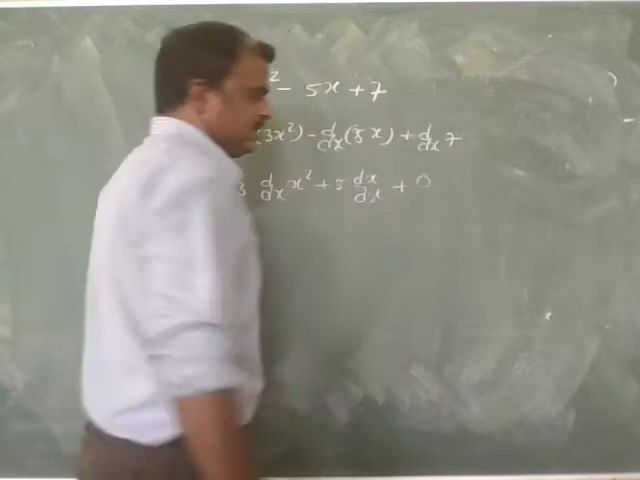 ² - 5x + 7
(3x²) - d/dx (5x) + d/dx 7
3 d/dx x² + 5 dx/dx + 0